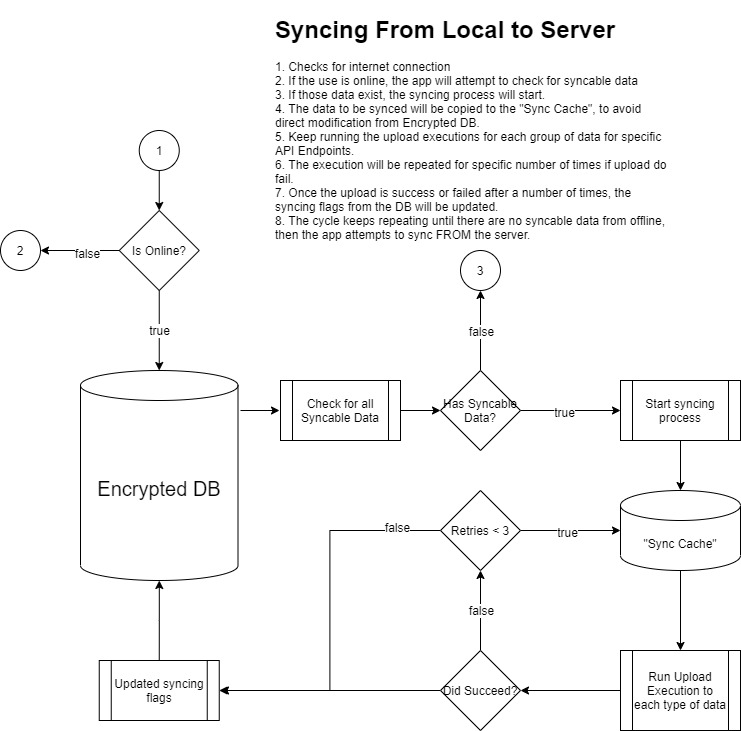 Syncing From Local to Server
1. Checks for internet connection
2. If the use is online, the app will attempt to check for syncable data
3. If those data exist, the syncing process will start.
4. The data to be synced will be copied to the "Sync Cache", to avoid
direct modification from Encrypted DB.
5. Keep running the upload executions for each group of data for specific
API Endpoints.
6. The execution will be repeated for specific number of times if upload do
fail.
7. Once the upload is success or failed after a number of times, the
syncing flags from the DB will be updated.
8. The cycle keeps repeating until there are no syncable data from offline,
then the app attempts to sync FROM the server.
1
2
false
Is Online?
3
true
false
Check for all
Syncable Data
Has Syncable
Data?
true
Start syncing
process
Encrypted DB
false
Retries < 3
true
"Sync Cache"
false
Updated syncing
flags
Did Succeed?
Run Upload
Execution to
each type of data